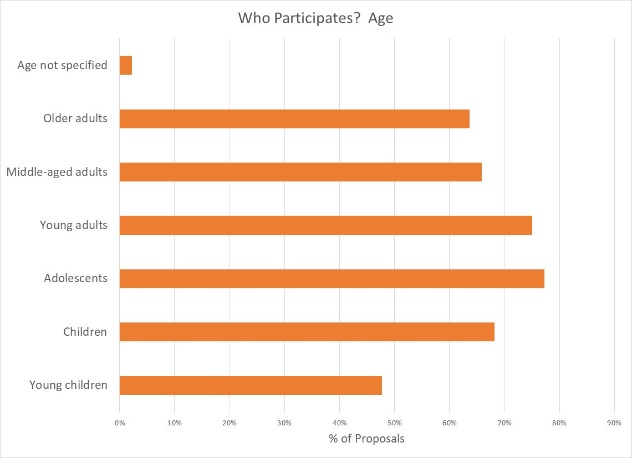 Who Participates?  Age
Age not specified
Older adults
Middle-aged adults
Young adults
Adolescents
Children
Young children
0% 10% 20% 30% 40% 50% 60% 70% 80% 90%
% of Proposals